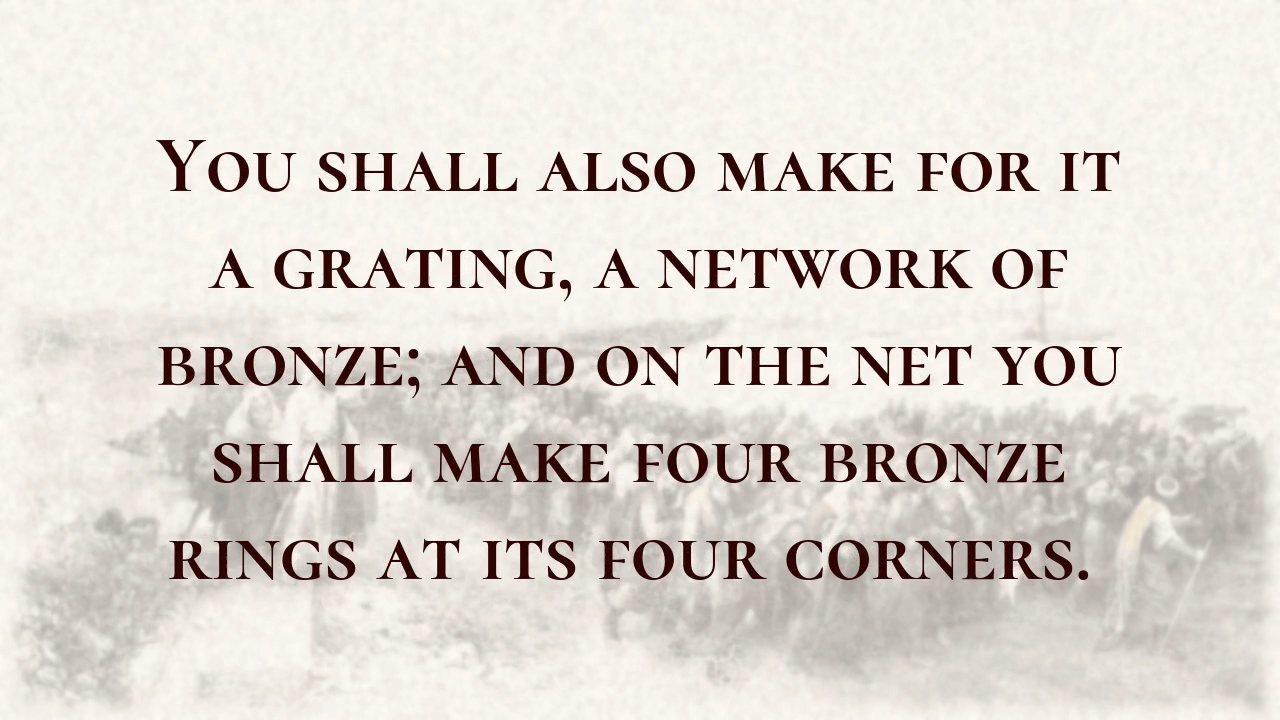 You shall also make for it
a grating, a network of
bronze; and on the net you
shall make four bronze
rings at its four corners.